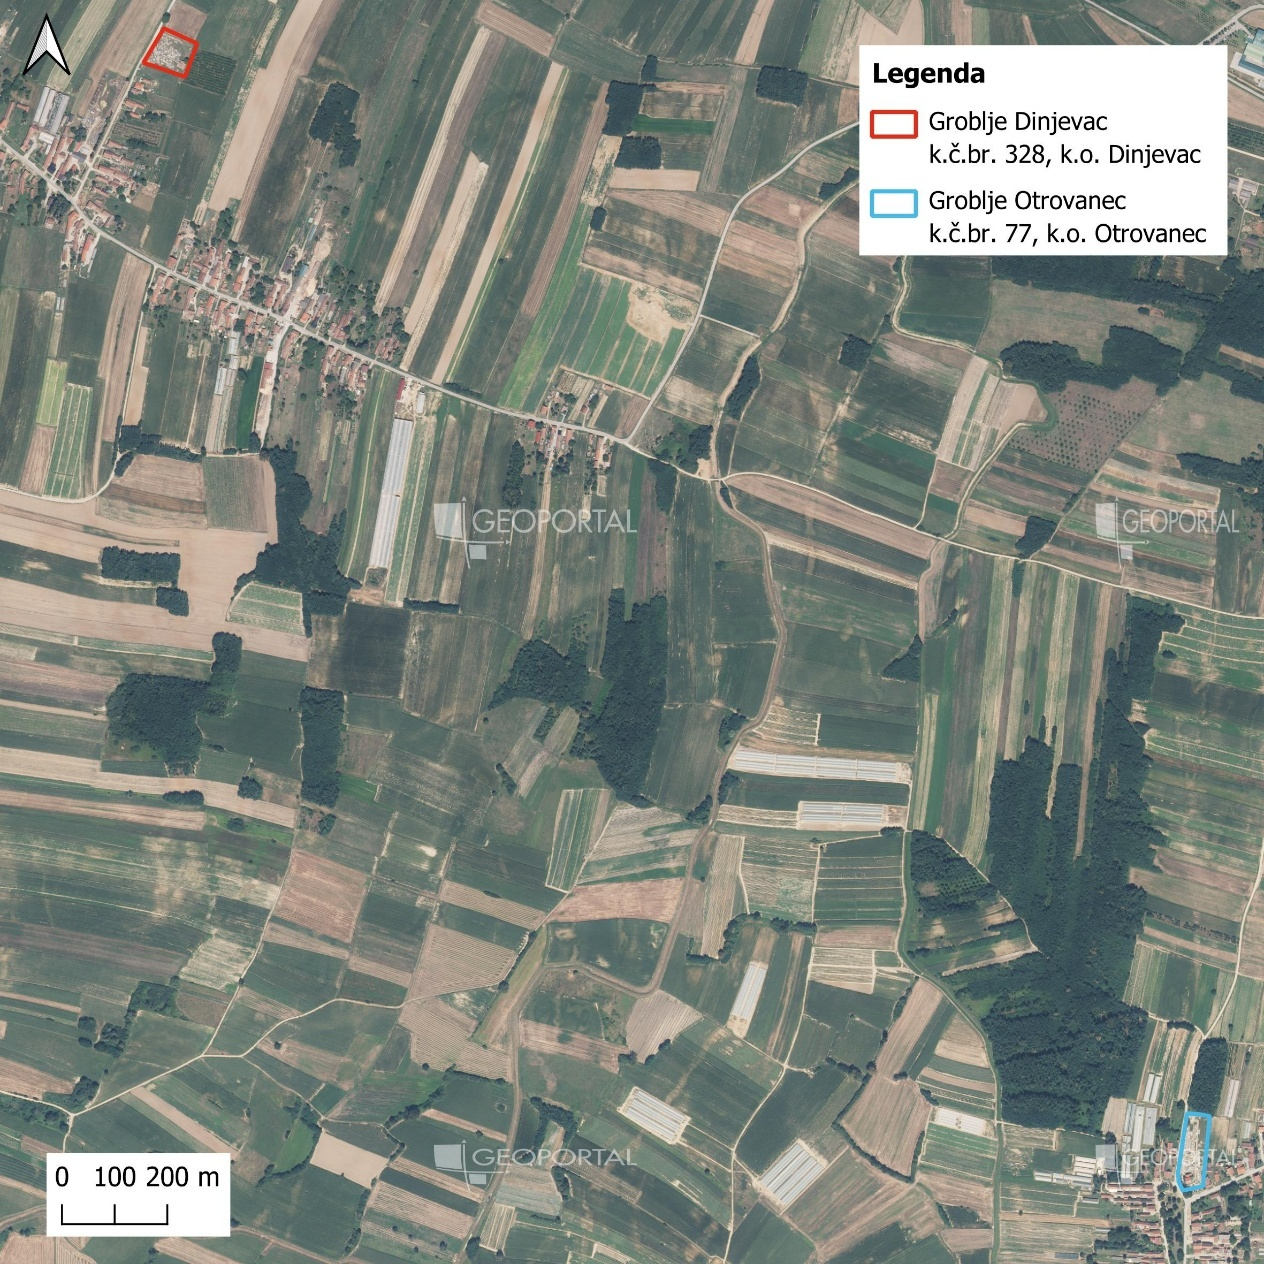 Legenda
Groblje Dinjevac
k.č.br. 328, k.o. Dinjevac
Groblje Otrovanec
k.č.br. 77, k.o. Otrovanec
GEOPORTAL
GEOPORTAL
GEOPORTAL
GEOPORTAL
0 100 200 m